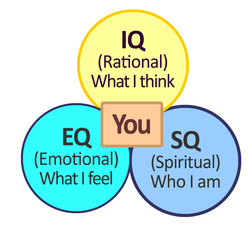 IQ
(Rational)
What I think
You
EQ
(Emotional)
What I feel
SQ
(Spiritual)
Who I am